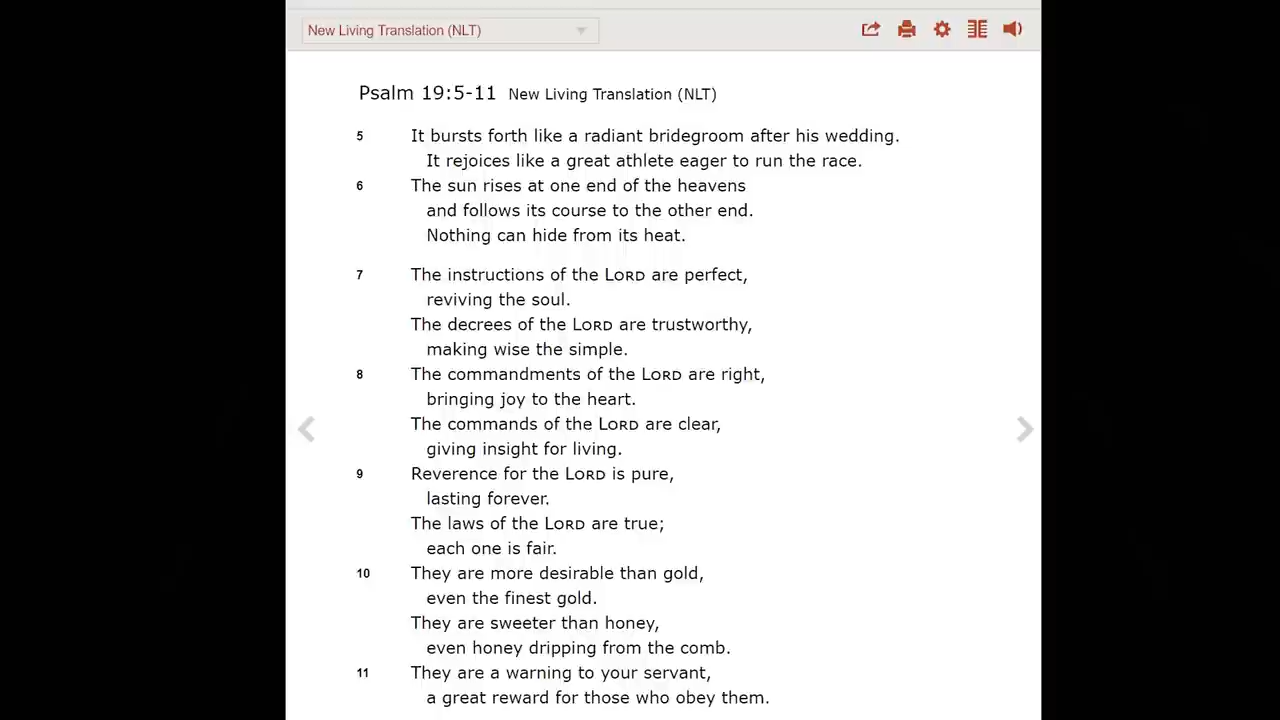 New Living Translation (NLT)
Psalm 19:5-11 New Living Translation (NLT)
5 It bursts forth like a radiant bridegroom after his wedding.
It rejoices like a great athlete eager to run the race.
6 The sun rises at one end of the heavens
and follows its course to the other end.
Nothing can hide from its heat.
7 The instructions of the LORD are perfect,
reviving the soul.
The decrees of the LORD are trustworthy,
making wise the simple.
8 The commandments of the LORD are right,
bringing joy to the heart.
The commands of the LORD are clear,
giving insight for living.
9 Reverence for the LORD is pure,
lasting forever.
The laws of the LORD are true;
each one is fair.
10 They are more desirable than gold,
even the finest gold.
They are sweeter than honey,
even honey dripping from the comb.
11 They are a warning to your servant,
a great reward for those who obey them.